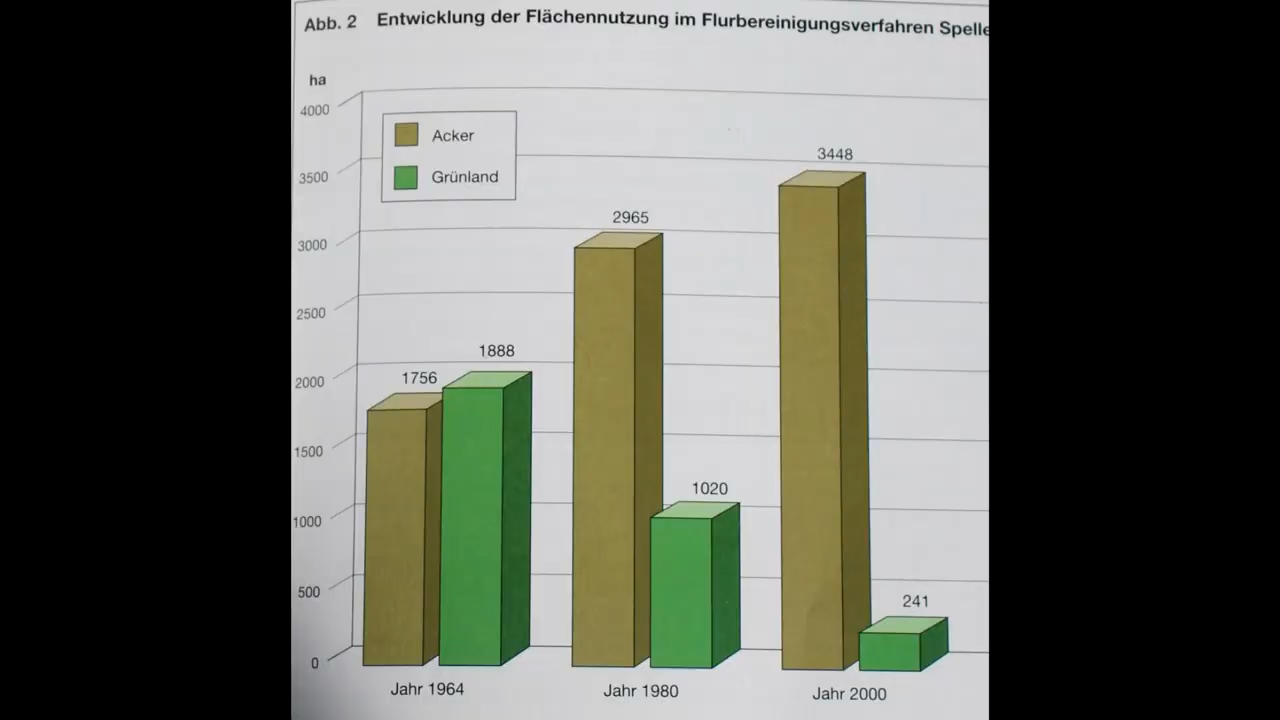 Abb. 2 Entwicklung der Flächennutzung im Flurbereinigungsverfahren Spelle
ha
4000
3500
3000
2500
2000
1500
1000
500
0
Acker
Grünland
1756
1888
2965
1020
3448
241
Jahr 1964
Jahr 1980
Jahr 2000